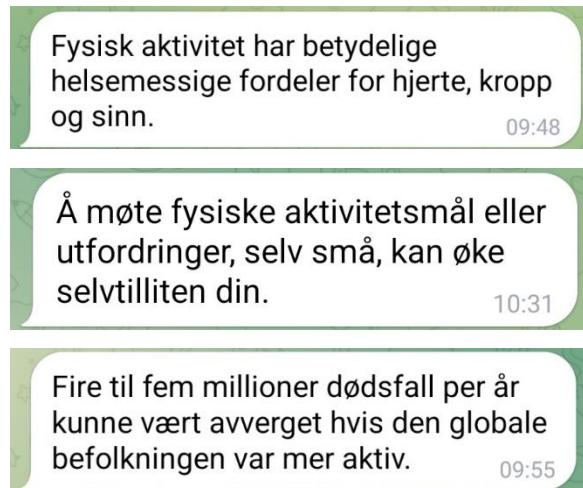 Fysisk aktivitet har betydelige
helsemessige fordeler for hjerte, kropp
og sinn.
09:48
Å møte fysiske aktivitetsmål eller
utfordringer, selv små, kan øke
selvtilliten din.
10:31
Fire til fem millioner dødsfall per år
kunne vært avverget hvis den globale
befolkningen var mer aktiv.
09:55